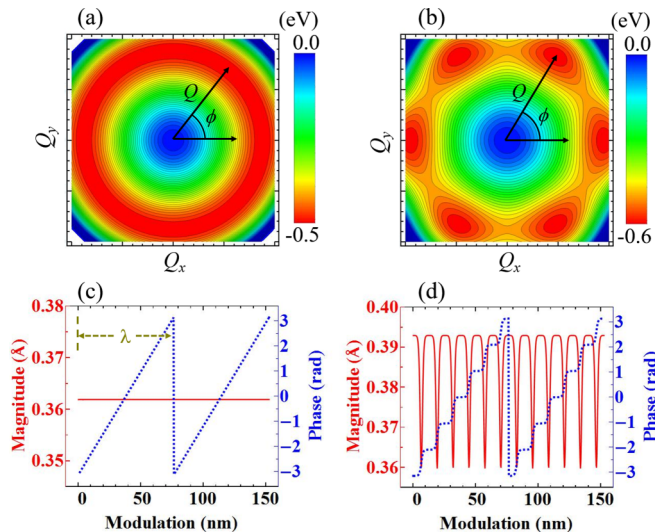 (a) (eV) (b) (eV)
0.0 0.0
Q Q
ϕ ϕ
Qy Qy
-0.5 -0.6
Qx Qx
(c) (d)
0.38 0.40
0.37 0.39
0.36 0.38
0.35 0.37
0.36
λ
3 3
2 2
1 1
0 0
-1 -1
-2 -2
-3 -3
Magnitude (Å) Phase (rad) Magnitude (Å) Phase (rad)
0 50 100 150 0 50 100 150
Modulation (nm) Modulation (nm)